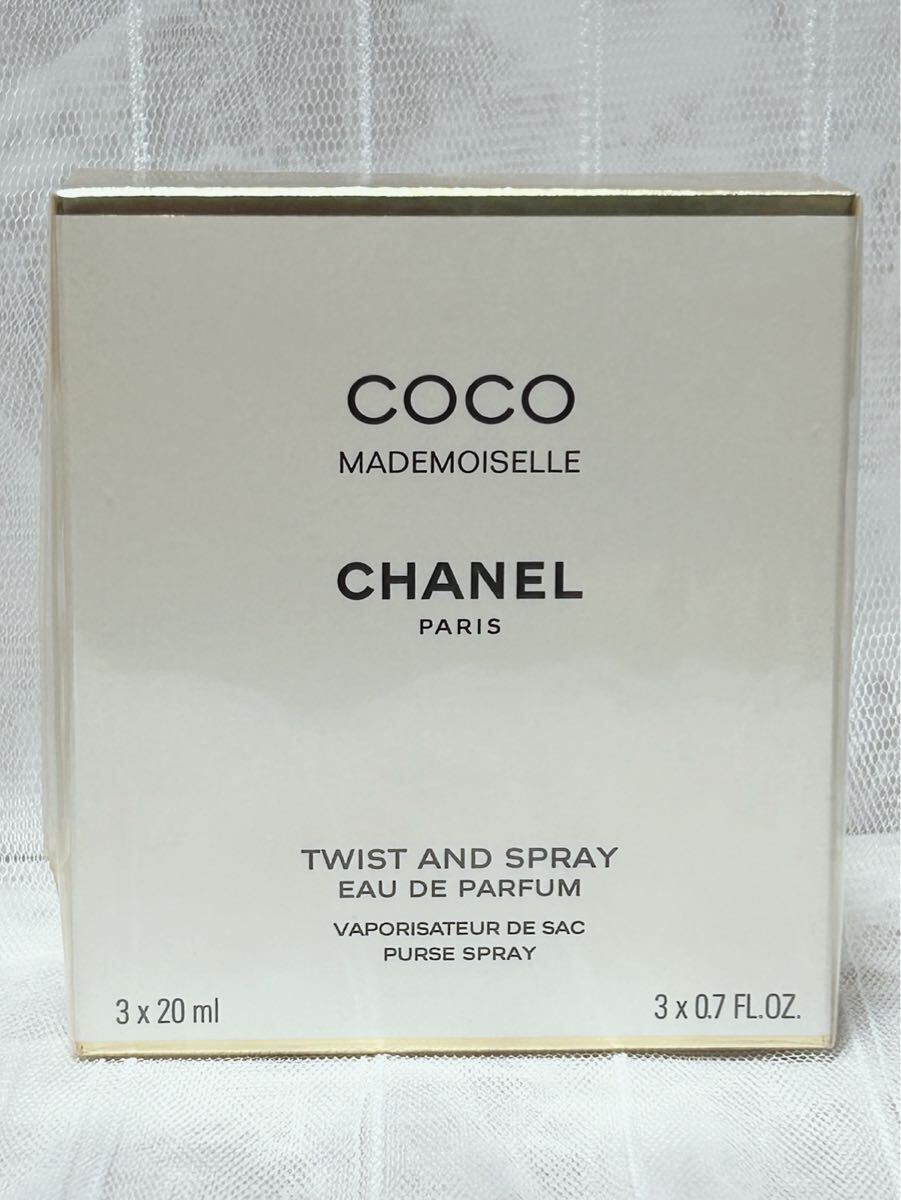 COCO
MADEMOISELLE
CHANEL
PARIS
TWIST AND SPRAY
EAU DE PARFUM
VAPORISATEUR DE SAC
PURSE SPRAY
3 x 20 ml
3 x 0.7 FL.OZ.